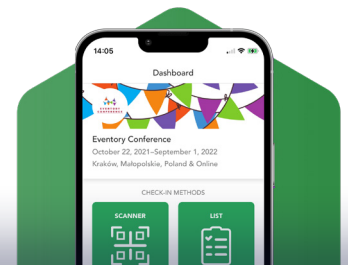 14:05
Dashboard
Eventory Conference
October 22, 2021–September 1, 2022
Kraków, Małopolskie, Poland & Online
CHECK-IN METHODS
SCANNER
LIST